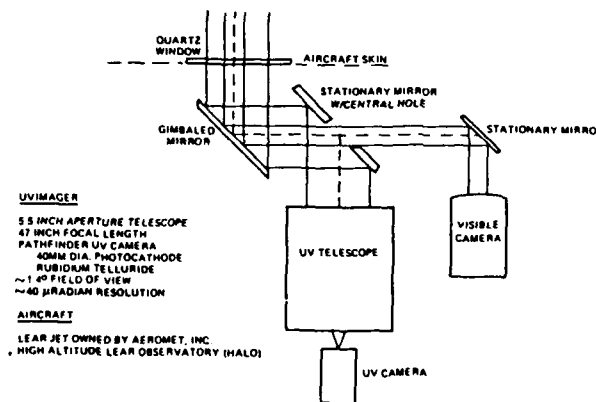 QUARTZ
WINDOW
AIRCRAFT SKIN
STATIONARY MIRROR
W/CENTRAL HOLE
GIMBALED
MIRROR
STATIONARY MIRRO
UVIMAGER
5.5 INCH APERTURE TELESCOPE
47 INCH FOCAL LENGTH
PATHFINDER UV CAMERA
40MM DIA. PHOTOCATHODE
RUBIDIUM TELLURIDE
~1.4° FIELD OF VIEW
~40 μRADIAN RESOLUTION
UV TELESCOPE
VISIBLE
CAMERA
AIRCRAFT
LEAR JET OWNED BY AEROMET, INC.
HIGH ALTITUDE LEAR OBSERVATORY (HALO)
UV CAMERA